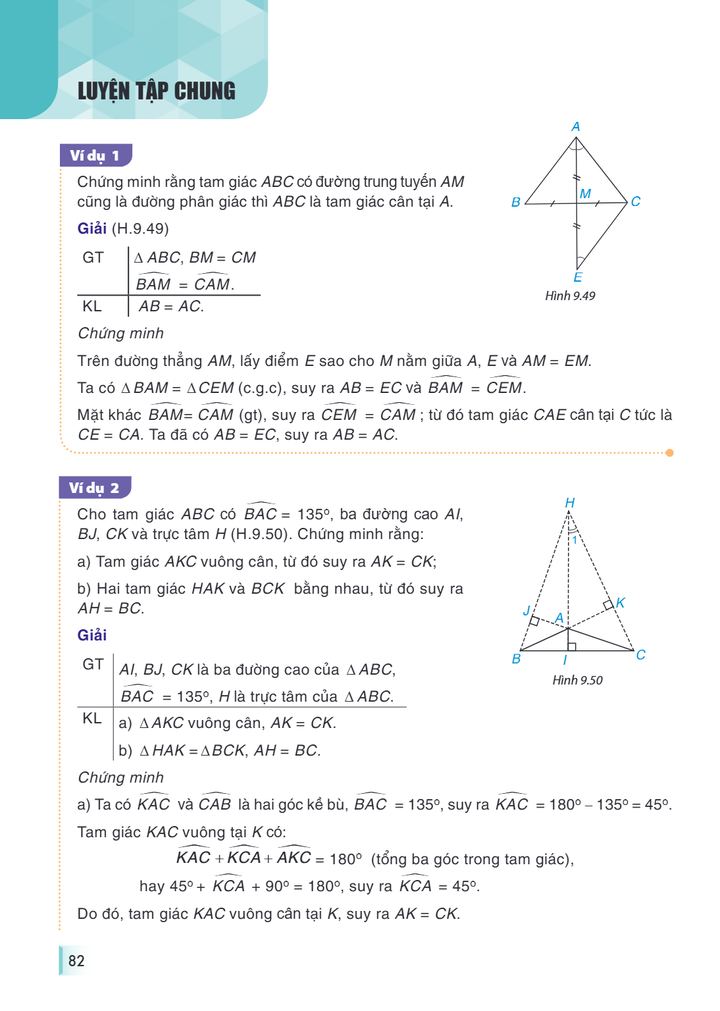 LUYỆN TẬP CHUNG
Ví dụ 1
Chứng minh rằng tam giác ABC có đường trung tuyến AM
cũng là đường phân giác thì ABC là tam giác cân tại A.
Giải (H.9.49)
GT Δ ABC, BM = CM
BAM = CAM.
KL AB = AC.
A
B
M
C
E
Hình 9.49
Chứng minh
Trên đường thẳng AM, lấy điểm E sao cho M nằm giữa A, E và AM = EM.
Ta có Δ BAM = Δ CEM (c.g.c), suy ra AB = EC và BAM = CEM.
Mặt khác BAM = CAM (gt), suy ra CEM = CAM ; từ đó tam giác CAE cân tại C tức là
CE = CA. Ta đã có AB = EC, suy ra AB = AC.
Ví dụ 2
Cho tam giác ABC có BAC = 135º, ba đường cao AI,
BJ, CK và trực tâm H (H.9.50). Chứng minh rằng:
a) Tam giác AKC vuông cân, từ đó suy ra AK = CK;
b) Hai tam giác HAK và BCK bằng nhau, từ đó suy ra
AH = BC.
H
1
J
A
K
B
I
C
Hình 9.50
Giải
GT AI, BJ, CK là ba đường cao của Δ ABC,
BAC = 135º, H là trực tâm của Δ ABC.
KL a) Δ AKC vuông cân, AK = CK.
b) Δ HAK = Δ BCK, AH = BC.
Chứng minh
a) Ta có KAC và CAB là hai góc kề bù, BAC = 135º, suy ra KAC = 180º – 135º = 45º.
Tam giác KAC vuông tại K có:
KAC + KCA + AKC = 180º (tổng ba góc trong tam giác),
hay 45º + KCA + 90º = 180º, suy ra KCA = 45º.
Do đó, tam giác KAC vuông cân tại K, suy ra AK = CK.
82